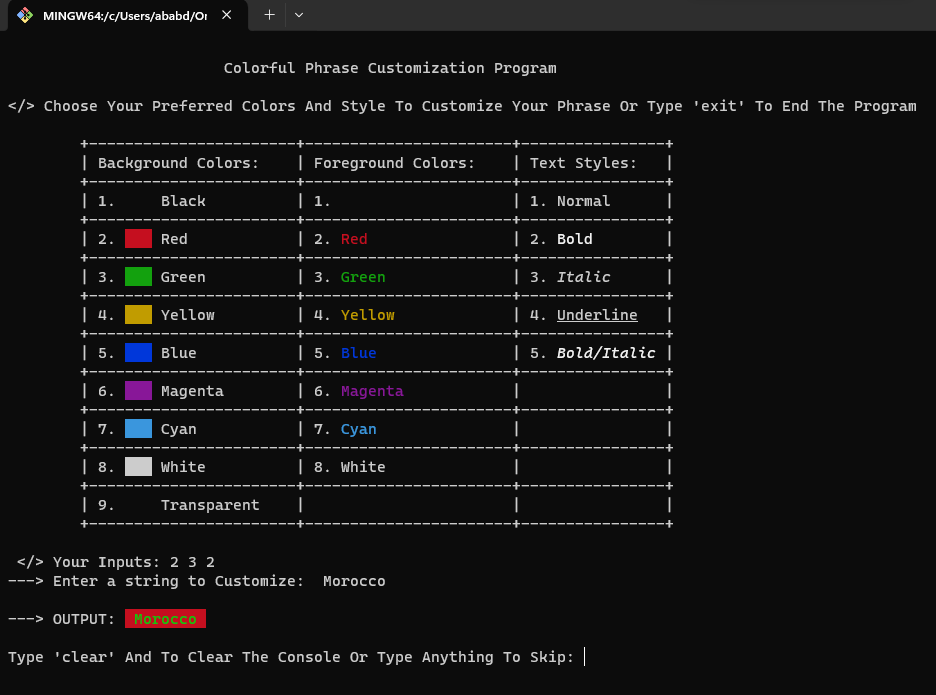 MINGW64:/c/Users/ababd/Or
Colorful Phrase Customization Program
</> Choose Your Preferred Colors And Style To Customize Your Phrase Or Type 'exit' To End The Program
+-----------------------+-----------------------+----------------+
| Background Colors: | Foreground Colors: | Text Styles: |
+-----------------------+-----------------------+----------------+
| 1. Black | 1. | 1. Normal |
+-----------------------+-----------------------+----------------+
| 2. Red | 2. Red | 2. Bold |
+-----------------------+-----------------------+----------------+
| 3. Green | 3. Green | 3. Italic |
+-----------------------+-----------------------+----------------+
| 4. Yellow | 4. Yellow | 4. Underline |
+-----------------------+-----------------------+----------------+
| 5. Blue | 5. Blue | 5. Bold/Italic |
+-----------------------+-----------------------+----------------+
| 6. Magenta | 6. Magenta | |
+-----------------------+-----------------------+----------------+
| 7. Cyan | 7. Cyan | |
+-----------------------+-----------------------+----------------+
| 8. White | 8. White | |
+-----------------------+-----------------------+----------------+
| 9. Transparent | | |
+-----------------------+-----------------------+----------------+
</> Your Inputs: 2 3 2
---> Enter a string to Customize: Morocco
---> OUTPUT: Morocco
Type 'clear' And To Clear The Console Or Type Anything To Skip: